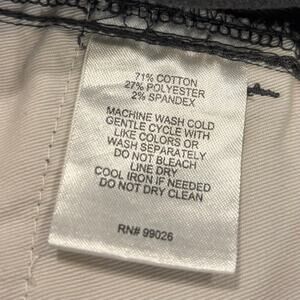 71% COTTON
27% POLYESTER
2% SPANDEX
MACHINE WASH COLD
GENTLE CYCLE WITH
LIKE COLORS OR
WASH SEPARATELY
DO NOT BLEACH
LINE DRY
COOL IRON IF NEEDED
DO NOT DRY CLEAN
RN# 99026